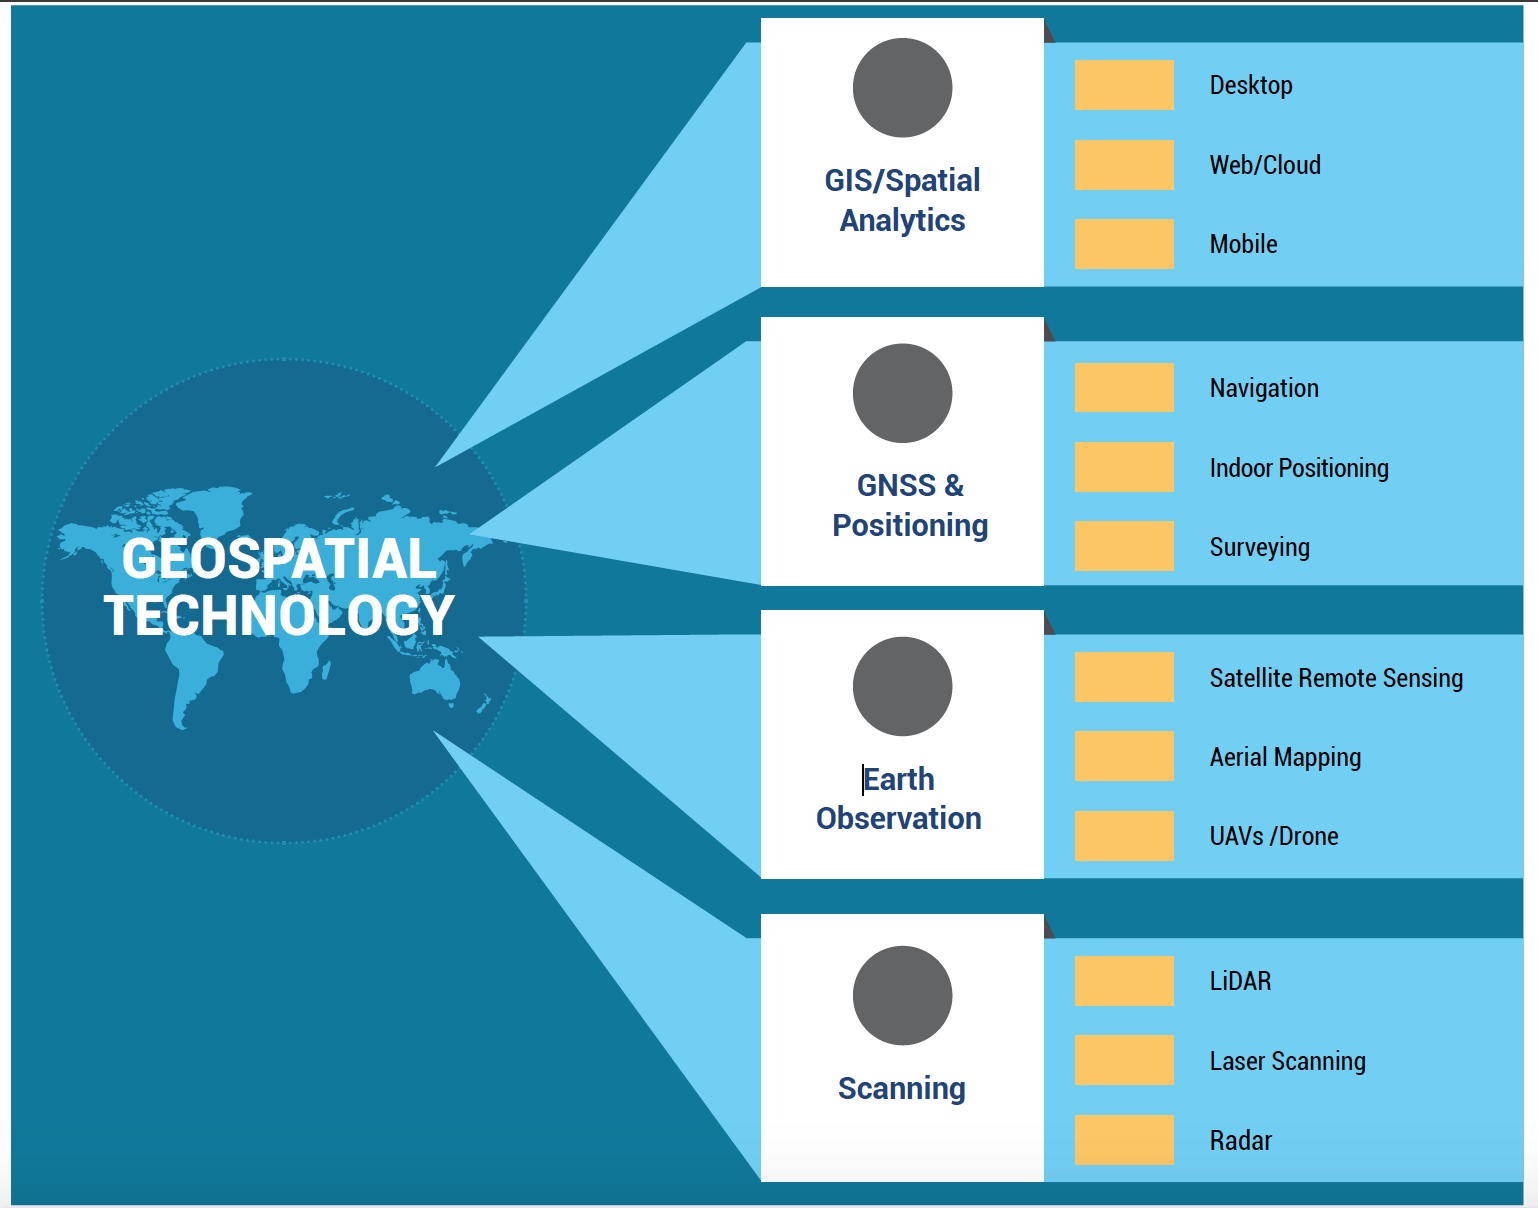 GEOSPATIAL
TECHNOLOGY
GIS/Spatial
Analytics
Desktop
Web/Cloud
Mobile
GNSS &
Positioning
Navigation
Indoor Positioning
Surveying
Earth
Observation
Satellite Remote Sensing
Aerial Mapping
UAVs /Drone
Scanning
LiDAR
Laser Scanning
Radar